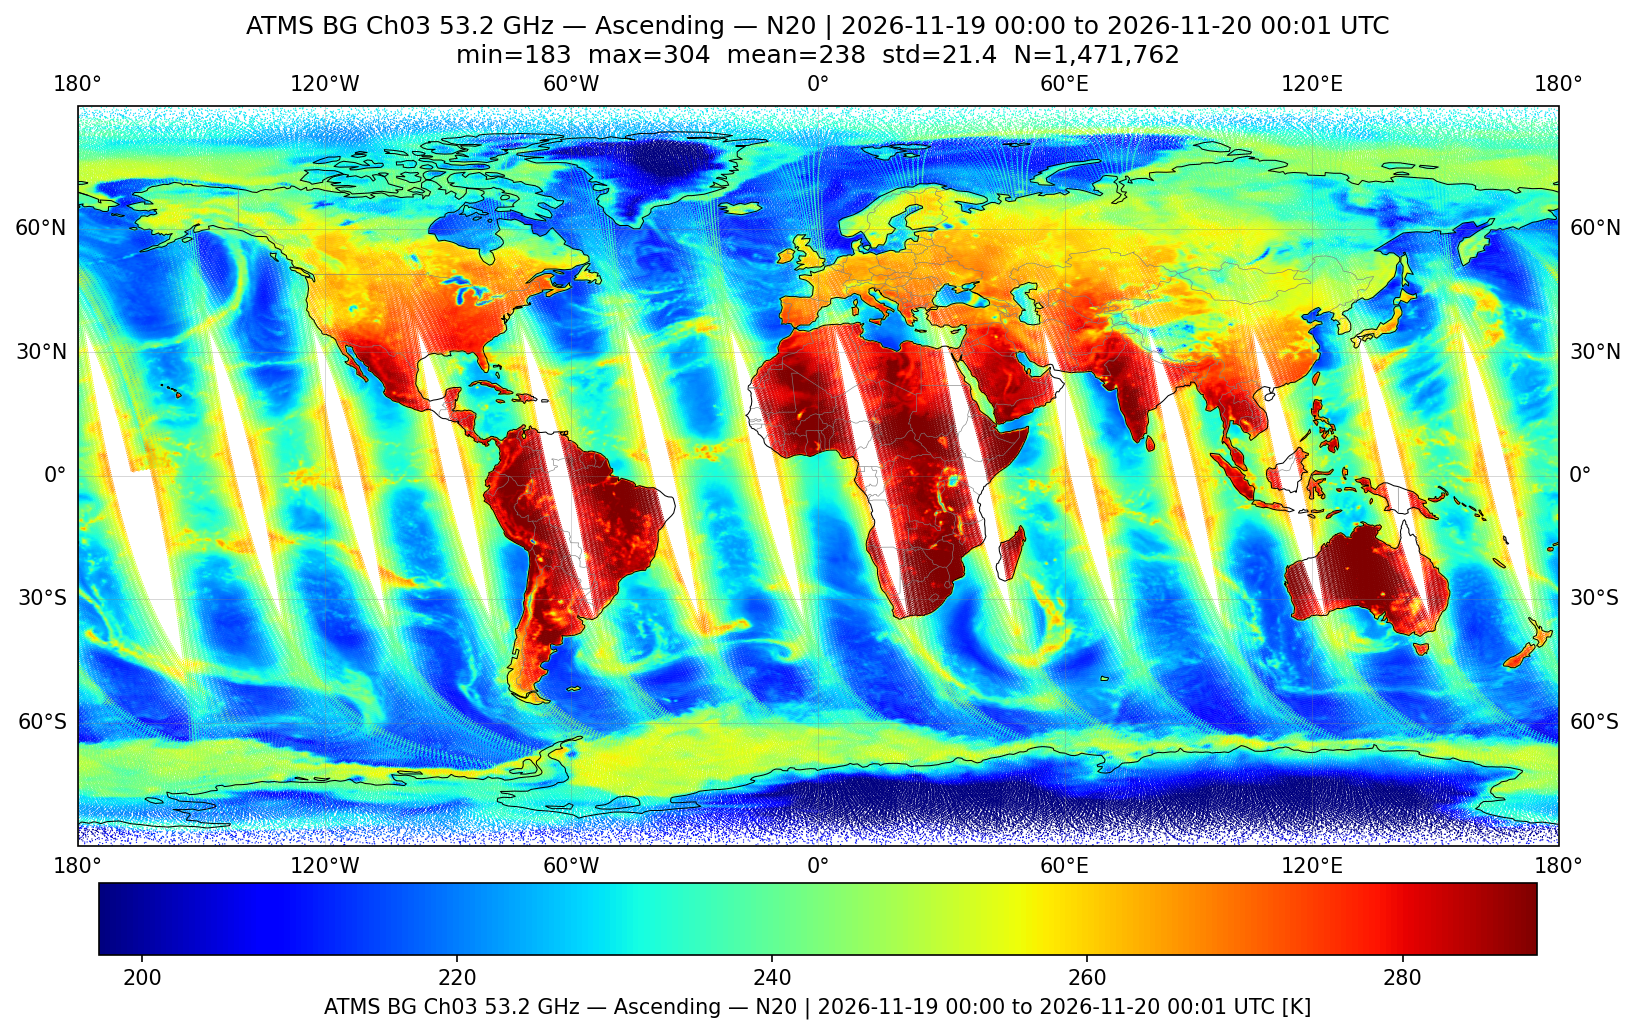 ATMS BG Ch03 53.2 GHz — Ascending — N20 | 2026-11-19 00:00 to 2026-11-20 00:01 UTC
min=183 max=304 mean=238 std=21.4 N=1,471,762
180° 120°W 60°W 0° 60°E 120°E 180°
60°N 60°N
30°N 30°N
0° 0°
30°S 30°S
60°S 60°S
180° 120°W 60°W 0° 60°E 120°E 180°
200 220 240 260 280
ATMS BG Ch03 53.2 GHz — Ascending — N20 | 2026-11-19 00:00 to 2026-11-20 00:01 UTC [K]